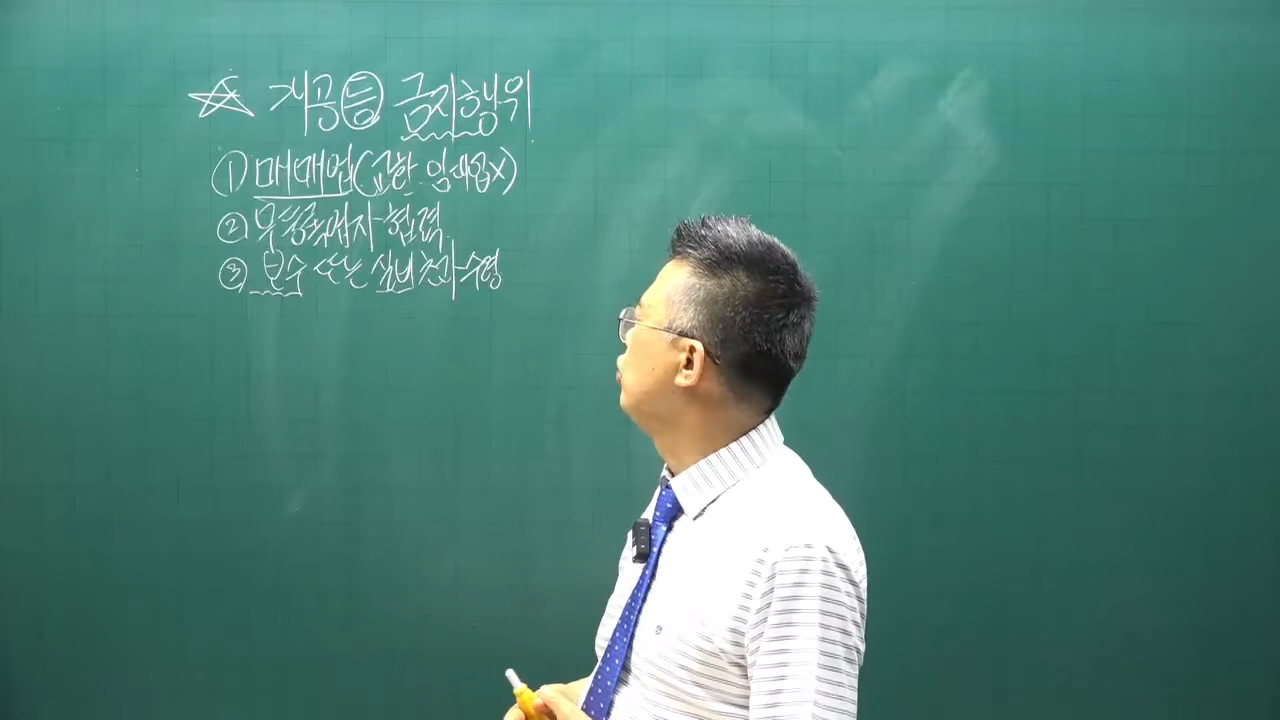 ☆ 개공㊁ 금지행위
① 매매업(교환·임대업X)
② 무등록업자 협력
③ 보수 또는 실비 초과수령